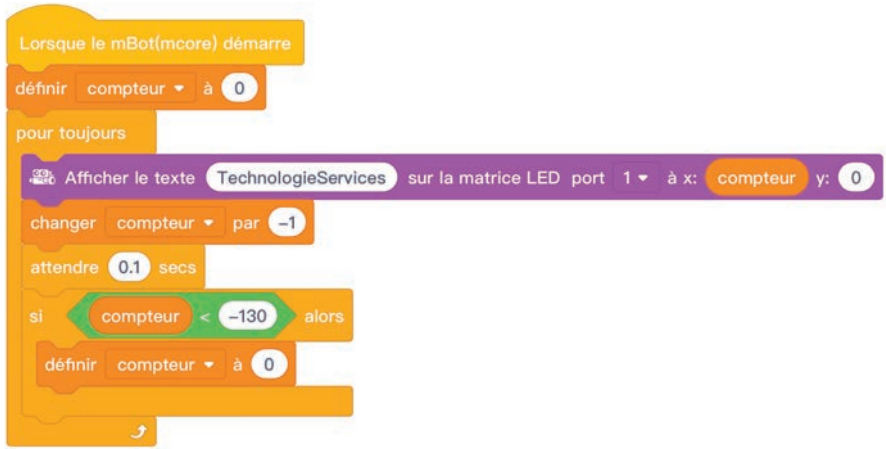 Lorsque le mBot(mcore) démarre
définir compteur à 0
pour toujours
Afficher le texte TechnologieServices sur la matrice LED port 1 à x: compteur y: 0
changer compteur par -1
attendre 0.1 secs
si compteur < -130 alors
définir compteur à 0